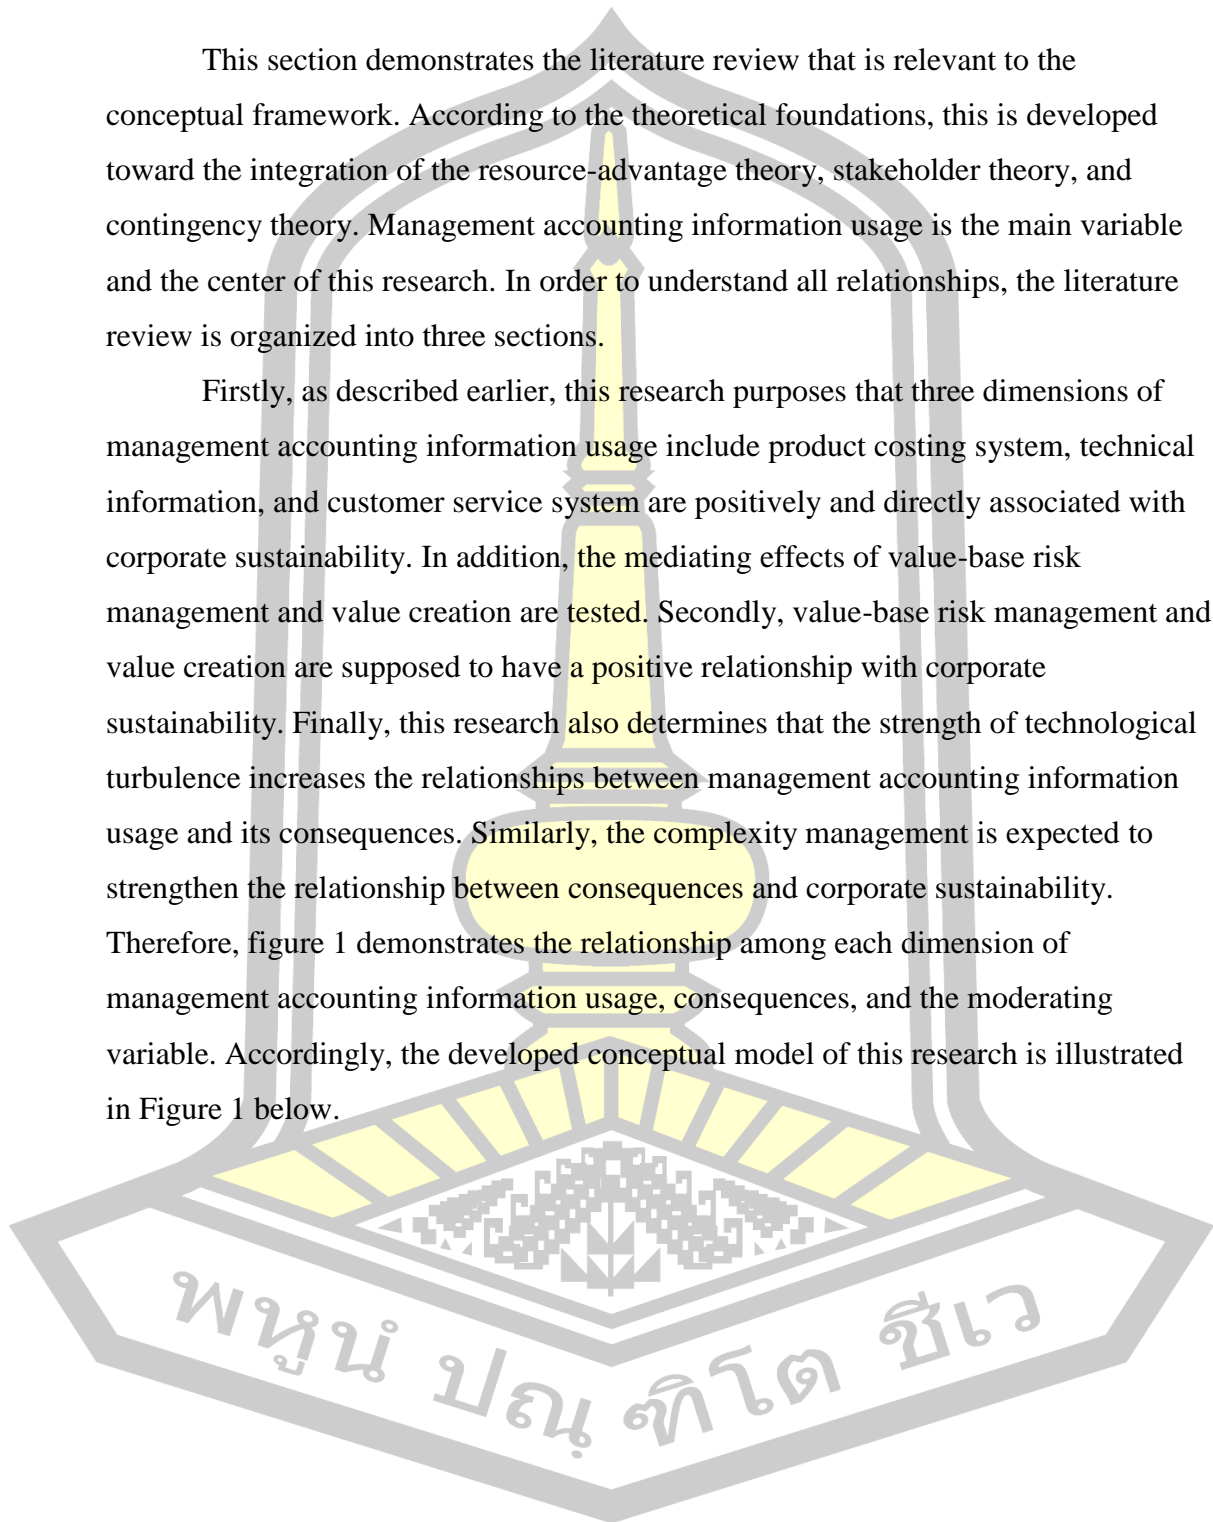 This section demonstrates the literature review that is relevant to the
conceptual framework. According to the theoretical foundations, this is developed
toward the integration of the resource-advantage theory, stakeholder theory, and
contingency theory. Management accounting information usage is the main variable
and the center of this research. In order to understand all relationships, the literature
review is organized into three sections.
Firstly, as described earlier, this research purposes that three dimensions of
management accounting information usage include product costing system, technical
information, and customer service system are positively and directly associated with
corporate sustainability. In addition, the mediating effects of value-base risk
management and value creation are tested. Secondly, value-base risk management and
value creation are supposed to have a positive relationship with corporate
sustainability. Finally, this research also determines that the strength of technological
turbulence increases the relationships between management accounting information
usage and its consequences. Similarly, the complexity management is expected to
strengthen the relationship between consequences and corporate sustainability.
Therefore, figure 1 demonstrates the relationship among each dimension of
management accounting information usage, consequences, and the moderating
variable. Accordingly, the developed conceptual model of this research is illustrated
in Figure 1 below.
พหูนํ ปณฺฑิโต ชีเว